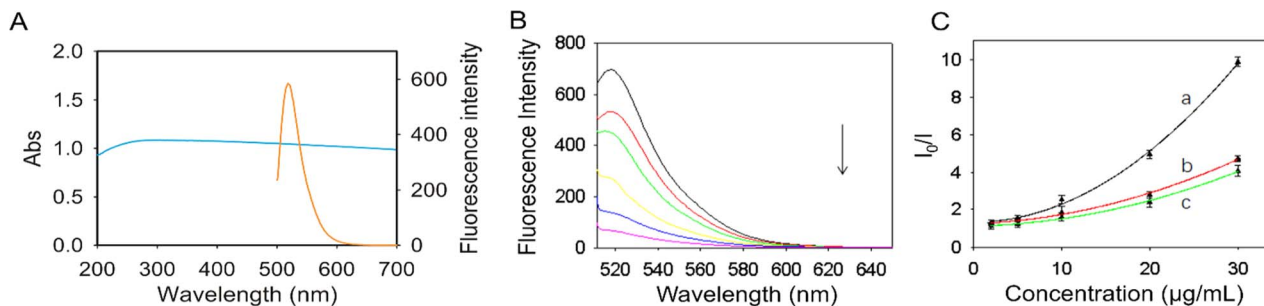 A
2.0
1.5
1.0
0.5
0.0
Abs
200 300 400 500 600 700
Wavelength (nm)
600
400
200
0
Fluorescence intensity
B
800
600
400
200
0
Fluorescence Intensity
520 540 560 580 600 620 640
Wavelength (nm)
C
10
8
6
4
2
0
I0/I
a
b
c
0 10 20 30
Concentration (µg/mL)